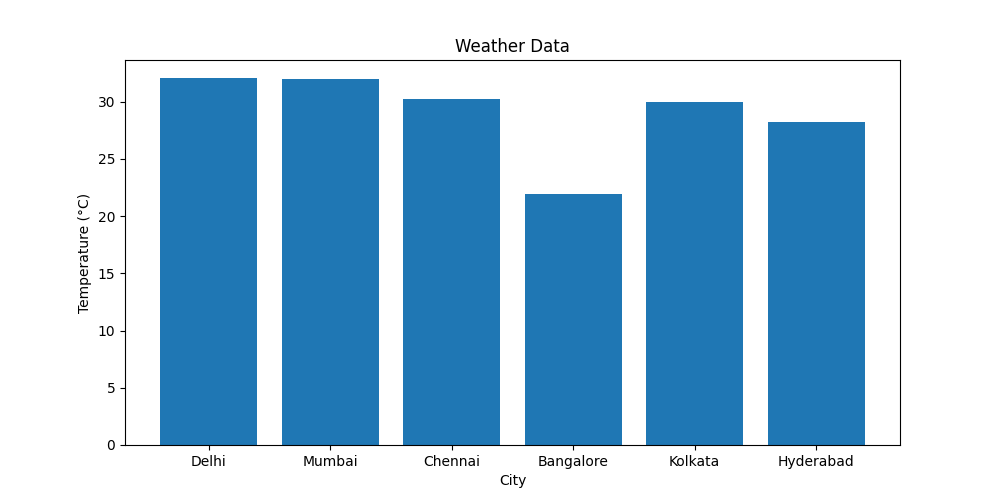 Weather Data
Temperature (°C)
30
25
20
15
10
5
0
Delhi Mumbai Chennai Bangalore Kolkata Hyderabad
City